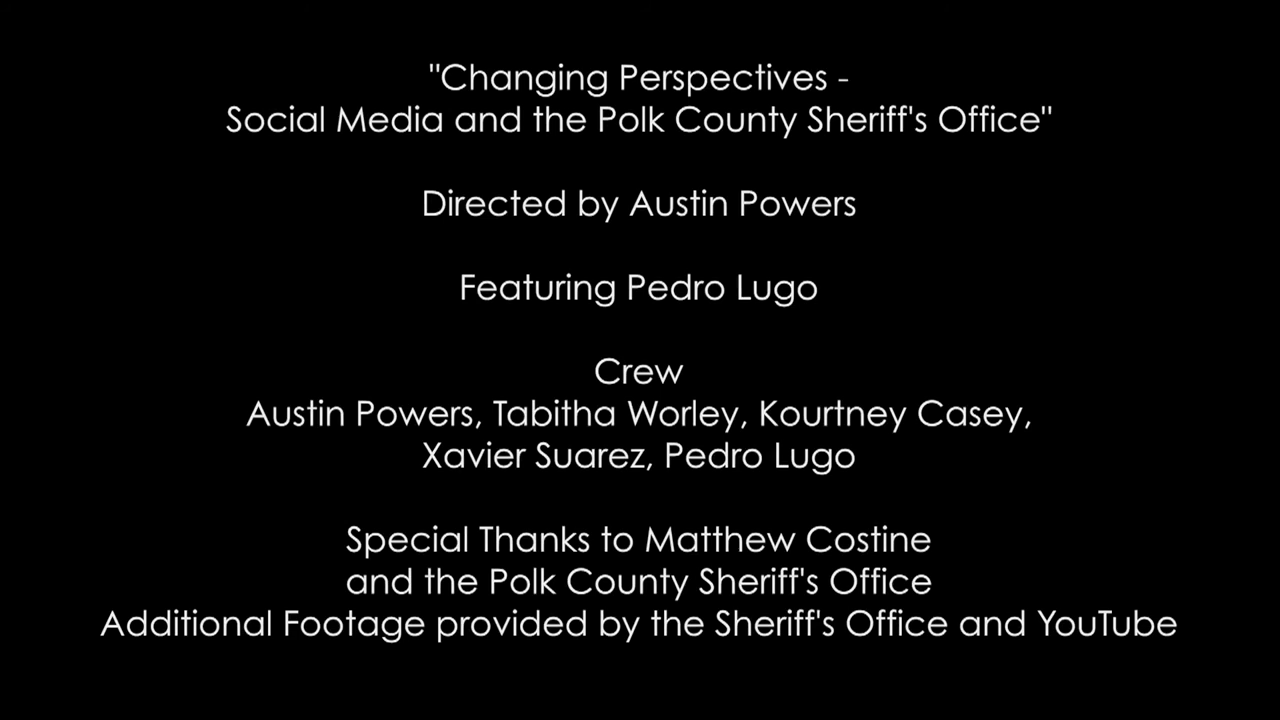 "Changing Perspectives -
Social Media and the Polk County Sheriff's Office"
Directed by Austin Powers
Featuring Pedro Lugo
Crew
Austin Powers, Tabitha Worley, Kourtney Casey,
Xavier Suarez, Pedro Lugo
Special Thanks to Matthew Costine
and the Polk County Sheriff's Office
Additional Footage provided by the Sheriff's Office and YouTube